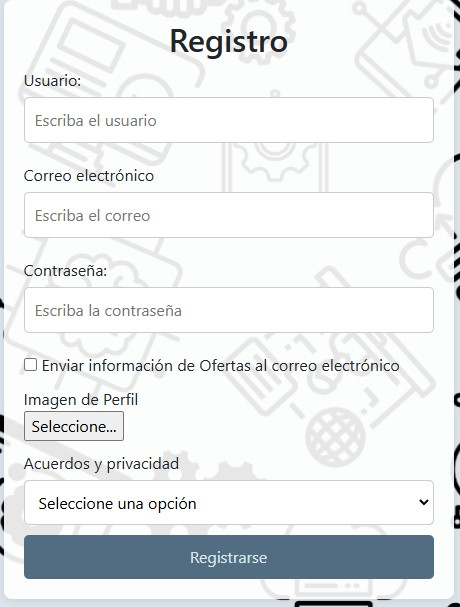 Registro
Usuario:
Escriba el usuario
Correo electrónico
Escriba el correo
Contraseña:
Escriba la contraseña
Enviar información de Ofertas al correo electrónico
Imagen de Perfil
Seleccione...
Acuerdos y privacidad
Seleccione una opción
Registrarse